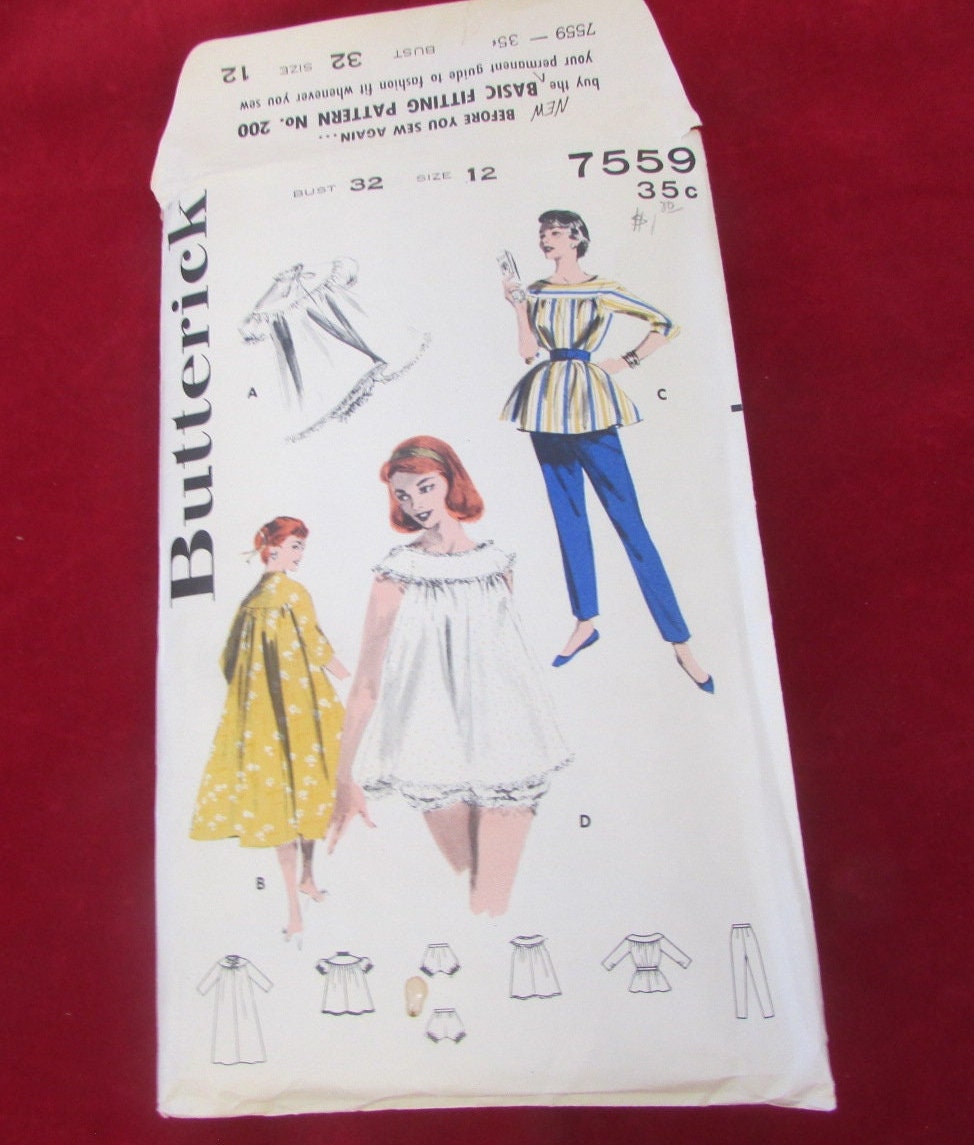 7559 — 35¢ BUST 32 SIZE 12
your permanent guide to fashion fit whenever you sew
buy the NEW BASIC FITTING PATTERN No. 200
BEFORE YOU SEW AGAIN...
BUST 32 SIZE 12
7559
35c
$1.00
Butterick
A
C
B
D